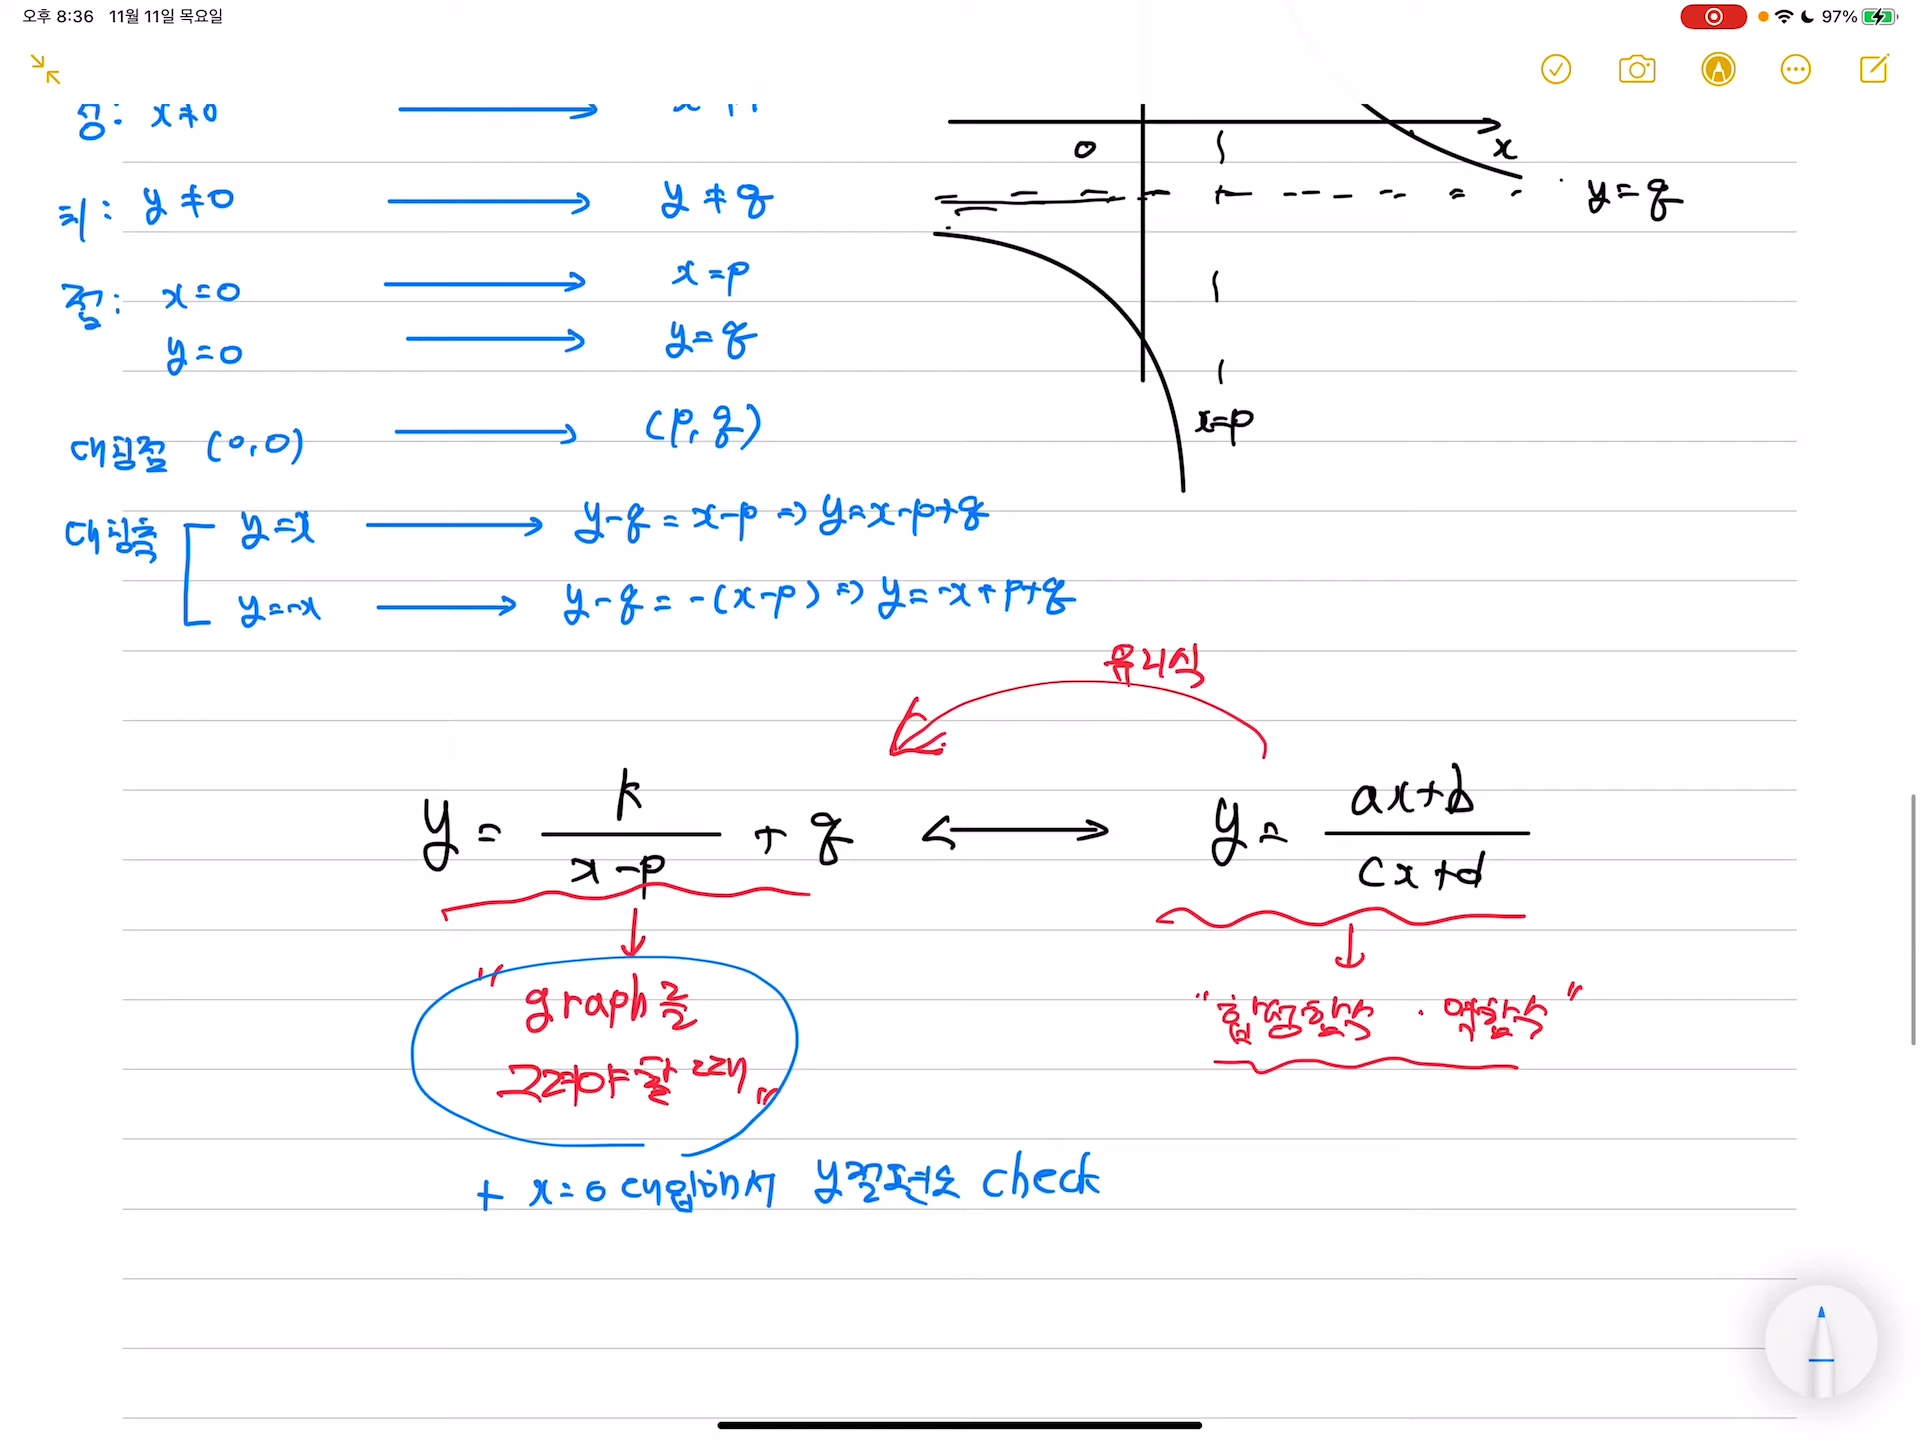 오후 8:36 11월 11일 목요일
97%
정: x≠0
치: y≠0 → y≠q
점: x=0 → x=p
y=0 → y=q
대칭점 (0,0) → (p,q)
대칭축 y=x → y-q=x-p ⇒ y=x-p+q
y=-x → y-q=-(x-p) ⇒ y=-x+p+q
0
x
y=q
x=p
유리식
y = k/(x-p) + q ↔ y = (ax+b)/(cx+d)
"graph를
그려야 할 때"
"합성함수 · 역함수"
+ x=0 대입해서 y절편도 check